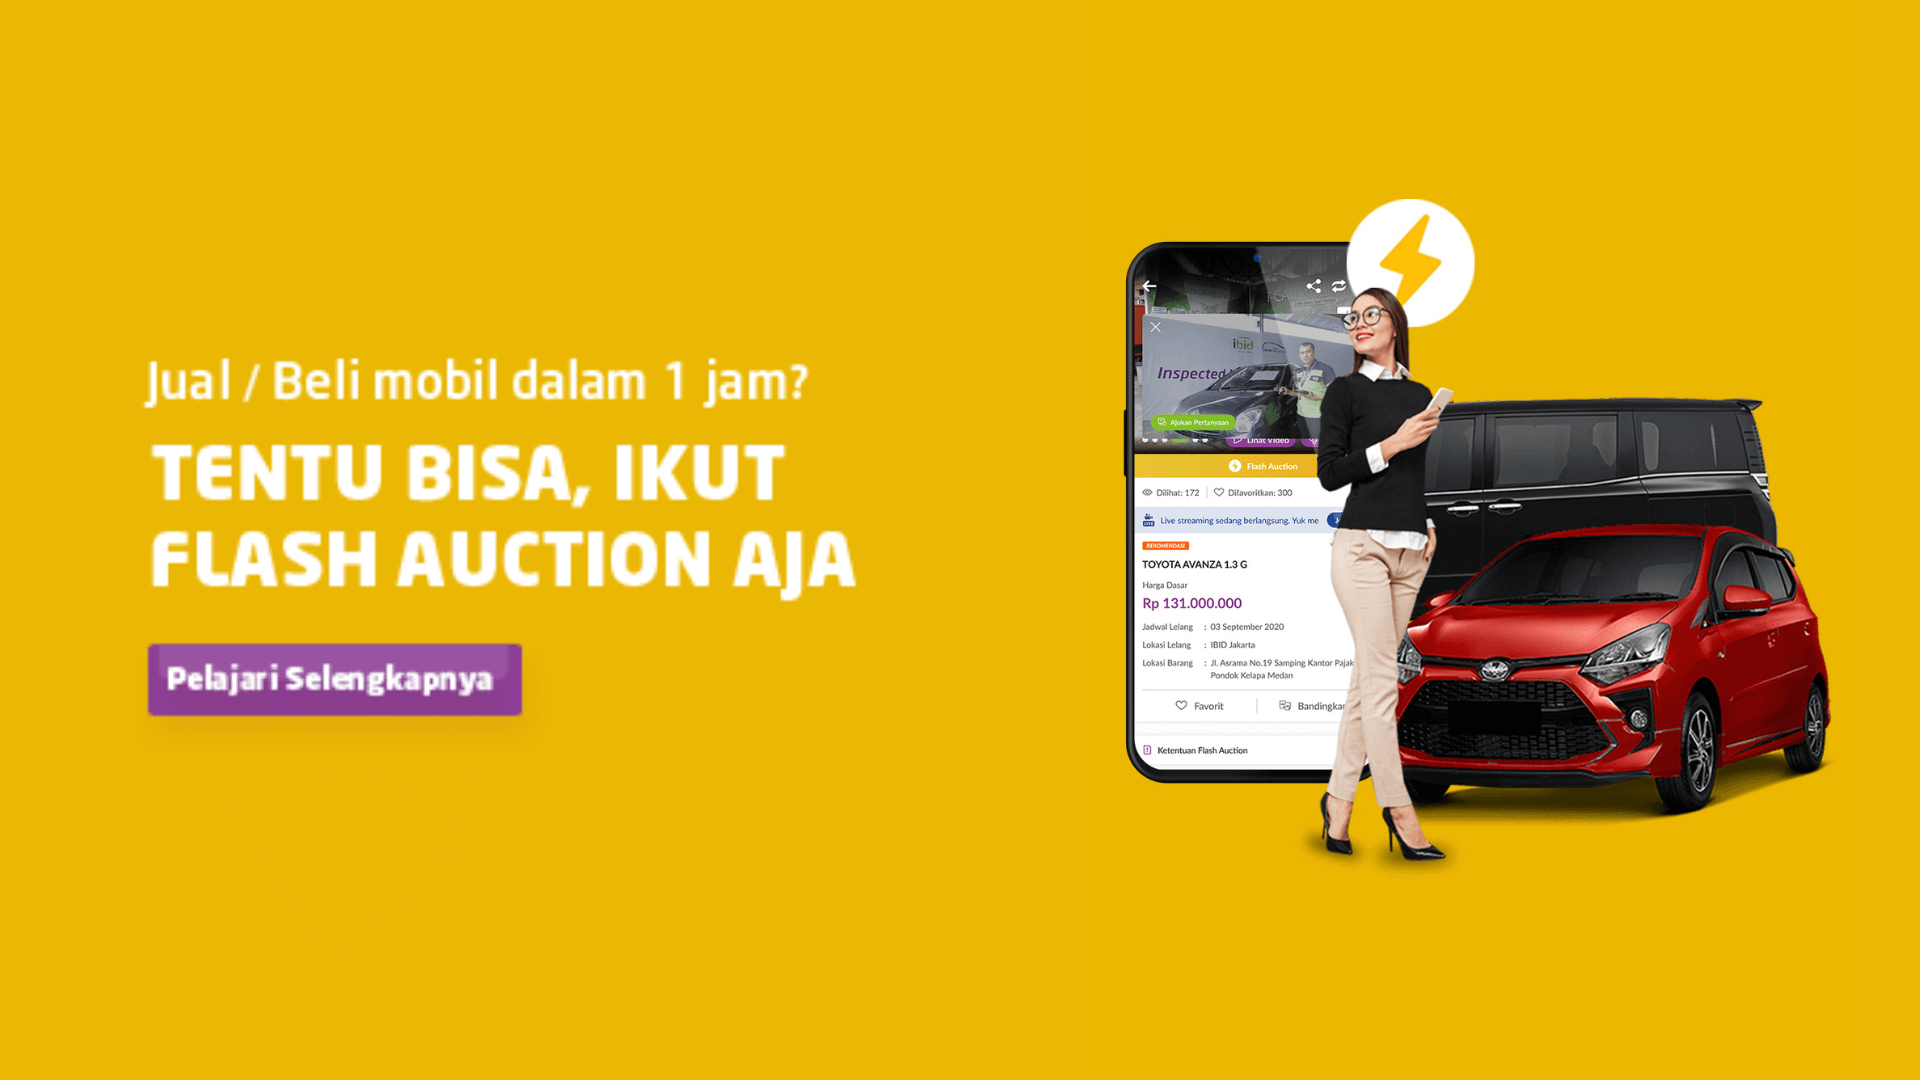 Jual / Beli mobil dalam 1 jam?
TENTU BISA, IKUT
FLASH AUCTION AJA
Pelajari Selengkapnya
ibid
Inspected
Ajukan Pertanyaan
Lihat Video
Flash Auction
Dilihat: 172
Difavoritkan: 300
LIVE
Live streaming sedang berlangsung. Yuk me
REKOMENDASI
TOYOTA AVANZA 1.3 G
Harga Dasar
Rp 131.000.000
Jadwal Lelang : 03 September 2020
Lokasi Lelang : IBID Jakarta
Lokasi Barang : Jl. Asrama No.19 Samping Kantor Pajak
Pondok Kelapa Medan
Favorit
Bandingkan
Ketentuan Flash Auction